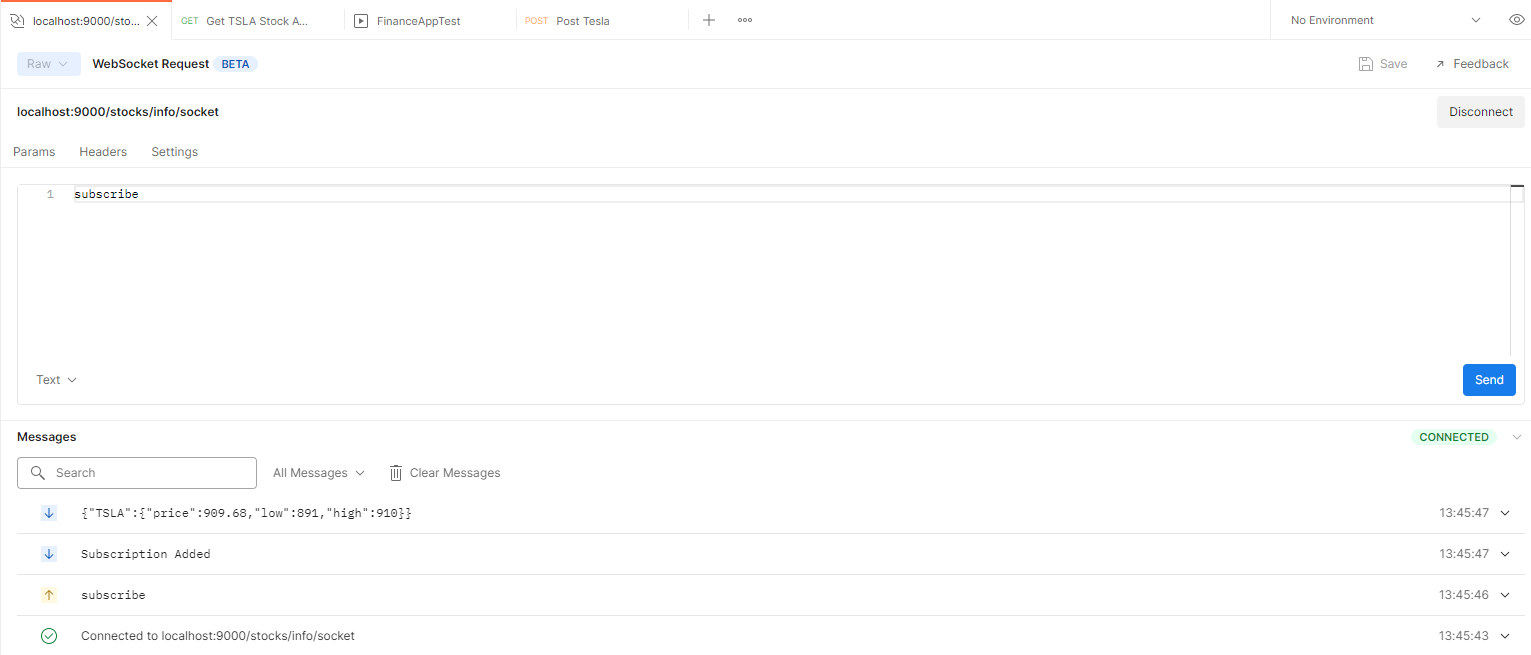 localhost:9000/sto... GET Get TSLA Stock A... FinanceAppTest POST Post Tesla No Environment
Raw WebSocket Request BETA Save Feedback
localhost:9000/stocks/info/socket Disconnect
Params Headers Settings
1 subscribe
Text Send
Messages CONNECTED
Search All Messages Clear Messages
{"TSLA":{"price":909.68,"low":891,"high":910}} 13:45:47
Subscription Added 13:45:47
subscribe 13:45:46
Connected to localhost:9000/stocks/info/socket 13:45:43